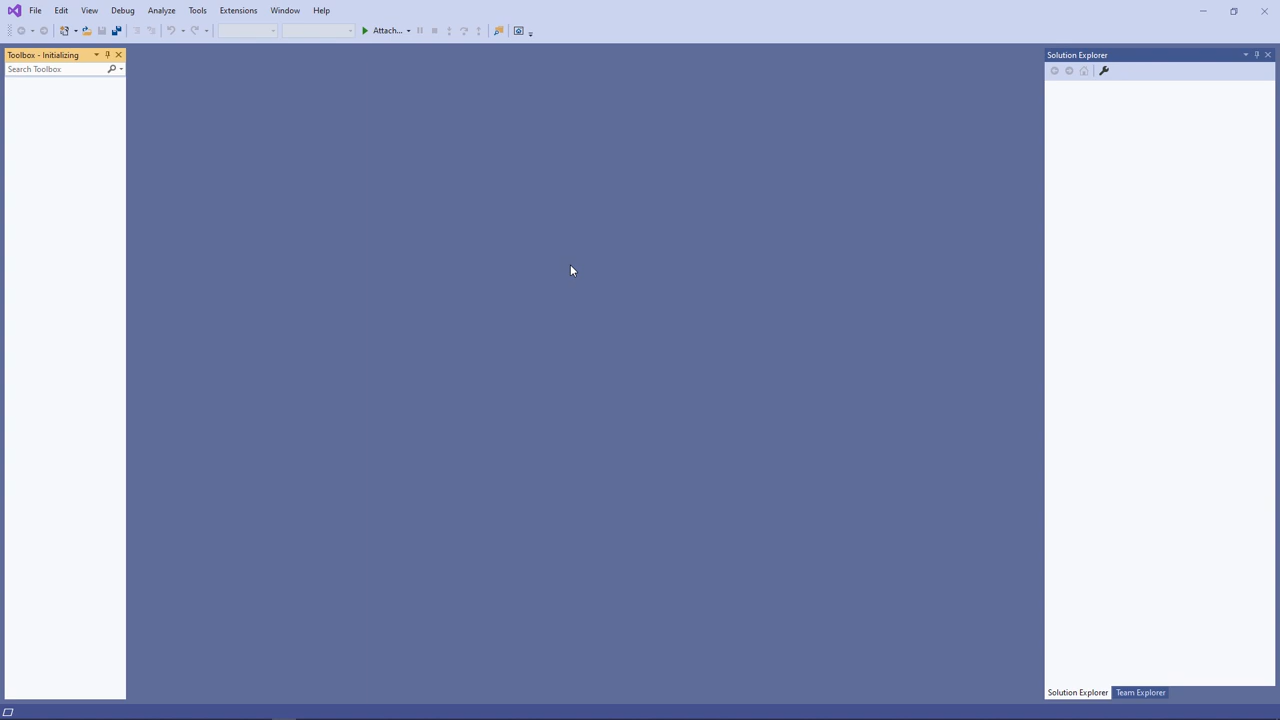 File Edit View Debug Analyze Tools Extensions Window Help
Attach...
Toolbox - Initializing
Search Toolbox
Solution Explorer
Solution Explorer Team Explorer